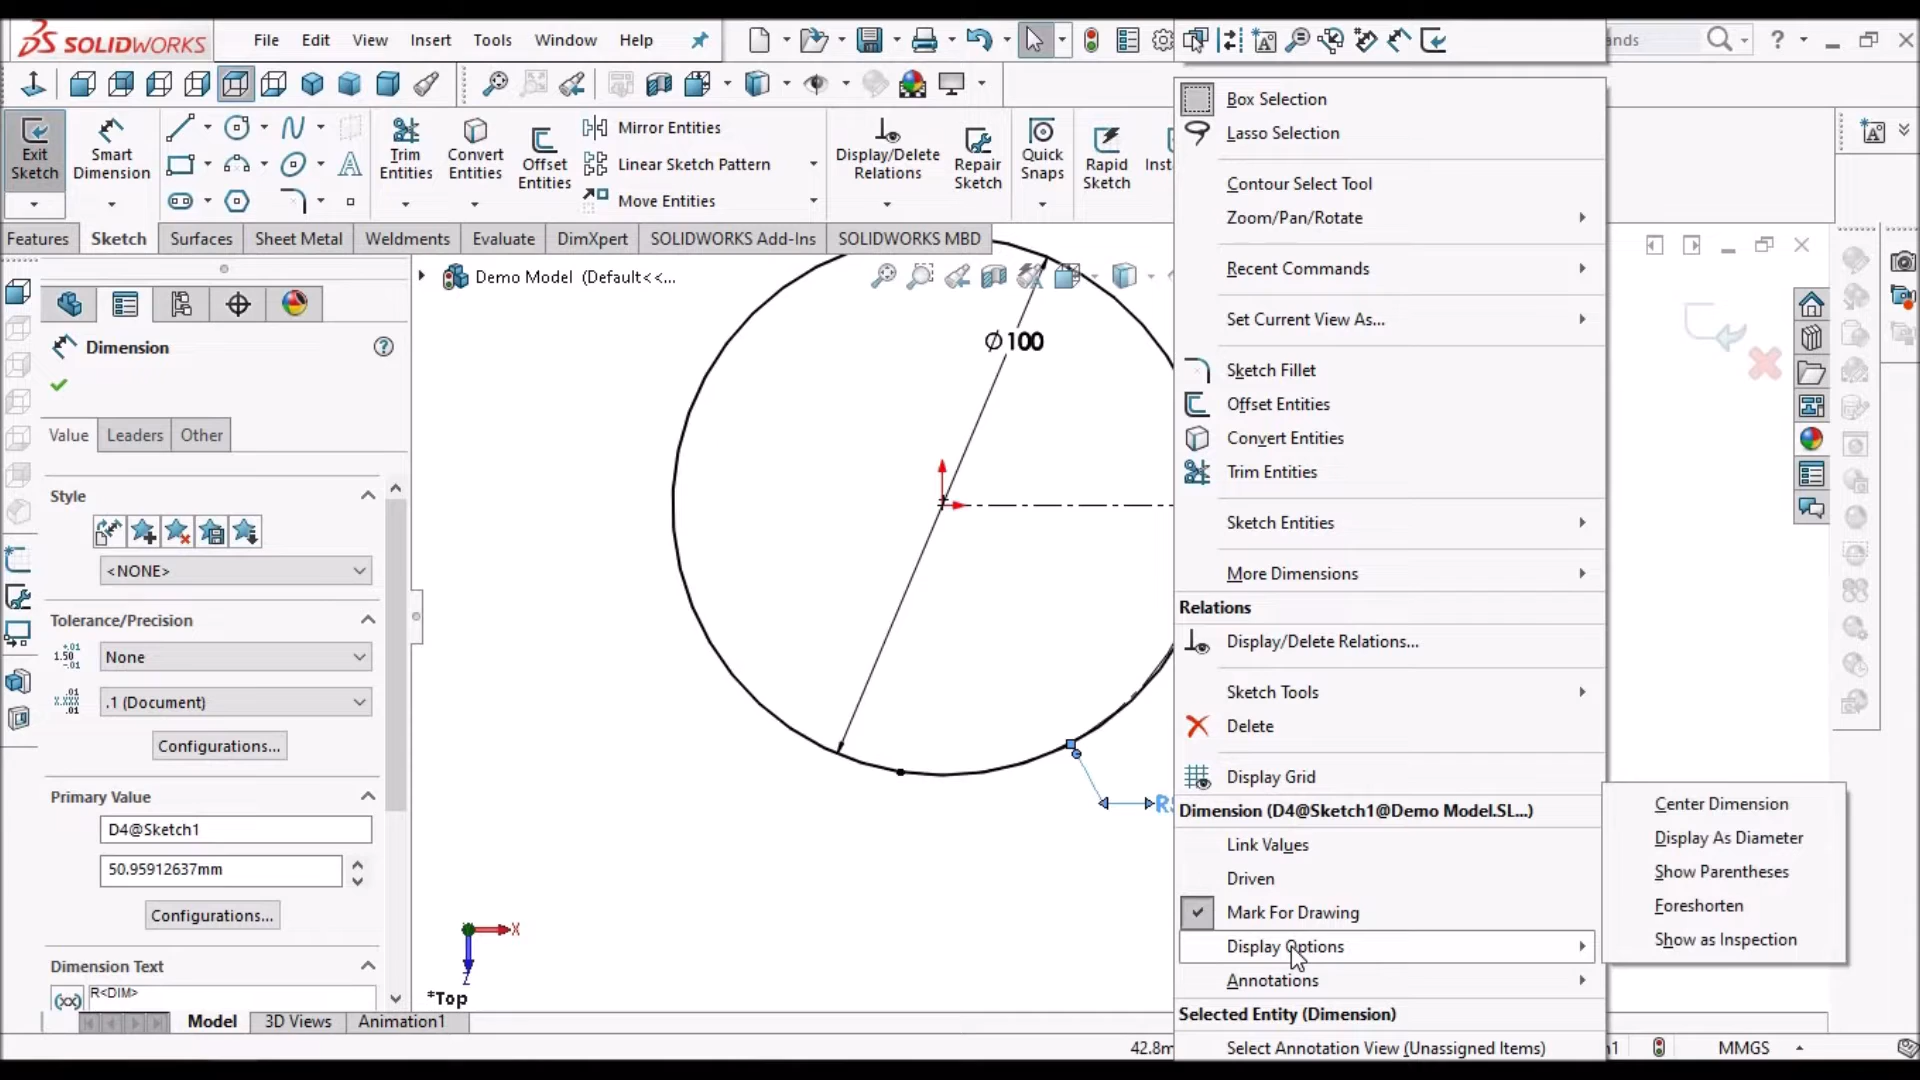 SOLIDWORKS File Edit View Insert Tools Window Help ands ?
Exit Sketch
Smart Dimension
Trim Entities
Convert Entities
Offset Entities
Mirror Entities
Linear Sketch Pattern
Move Entities
Display/Delete Relations
Repair Sketch
Quick Snaps
Rapid Sketch
Inst
Features Sketch Surfaces Sheet Metal Weldments Evaluate DimXpert SOLIDWORKS Add-Ins SOLIDWORKS MBD
Demo Model (Default<<...
Dimension
Value Leaders Other
Style
<NONE>
Tolerance/Precision
None
.1 (Document)
Configurations...
Primary Value
D4@Sketch1
50.95912637mm
Configurations...
Dimension Text
R<DIM>
∅100
X
Z
*Top
Model 3D Views Animation1
Box Selection
Lasso Selection
Contour Select Tool
Zoom/Pan/Rotate
Recent Commands
Set Current View As...
Sketch Fillet
Offset Entities
Convert Entities
Trim Entities
Sketch Entities
More Dimensions
Relations
Display/Delete Relations...
Sketch Tools
Delete
Display Grid
Dimension (D4@Sketch1@Demo Model.SL...)
Link Values
Driven
Mark For Drawing
Display Options
Annotations
Selected Entity (Dimension)
Select Annotation View (Unassigned Items)
Center Dimension
Display As Diameter
Show Parentheses
Foreshorten
Show as Inspection
42.8m
MMGS